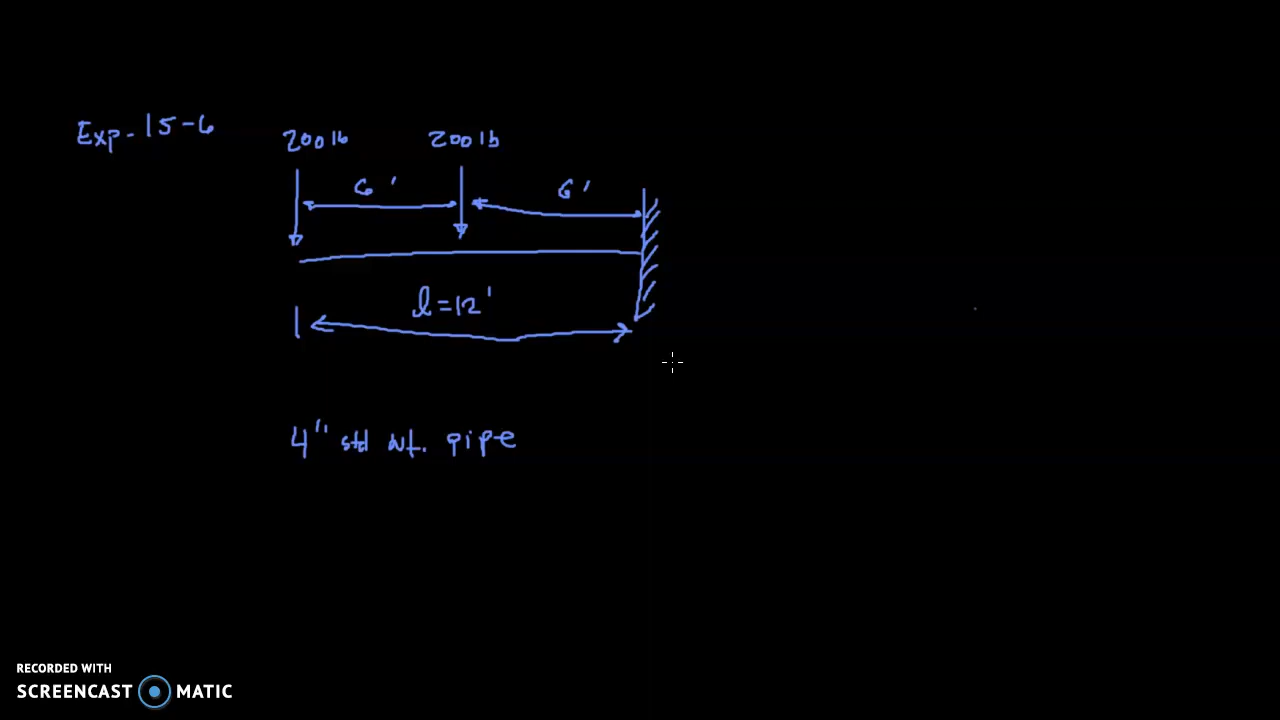 Exp- 15-6
200 lb 200 lb
6' 6'
l = 12'
4" std wt. pipe
RECORDED WITH
SCREENCAST MATIC